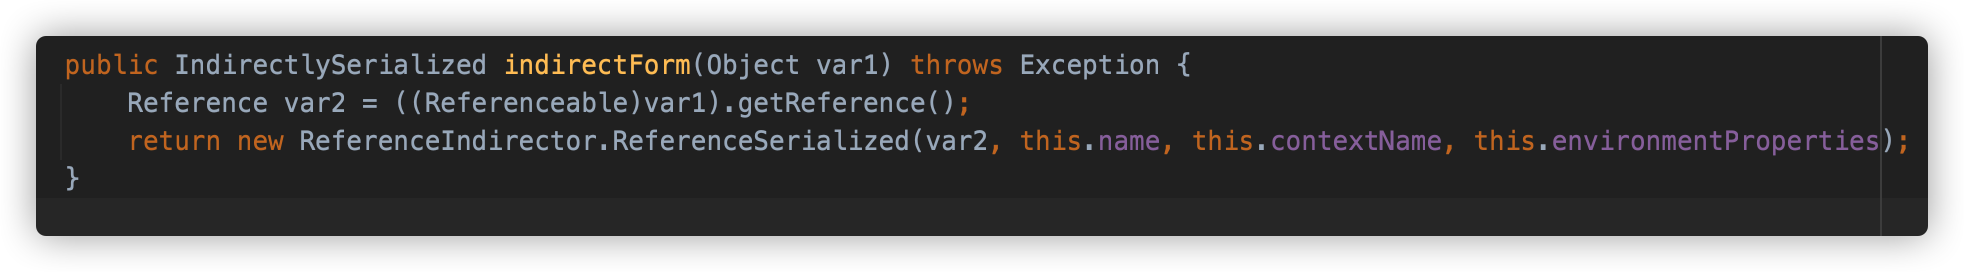 public IndirectlySerialized indirectForm(Object var1) throws Exception {
    Reference var2 = ((Referenceable)var1).getReference();
    return new ReferenceIndirector.ReferenceSerialized(var2, this.name, this.contextName, this.environmentProperties);
}